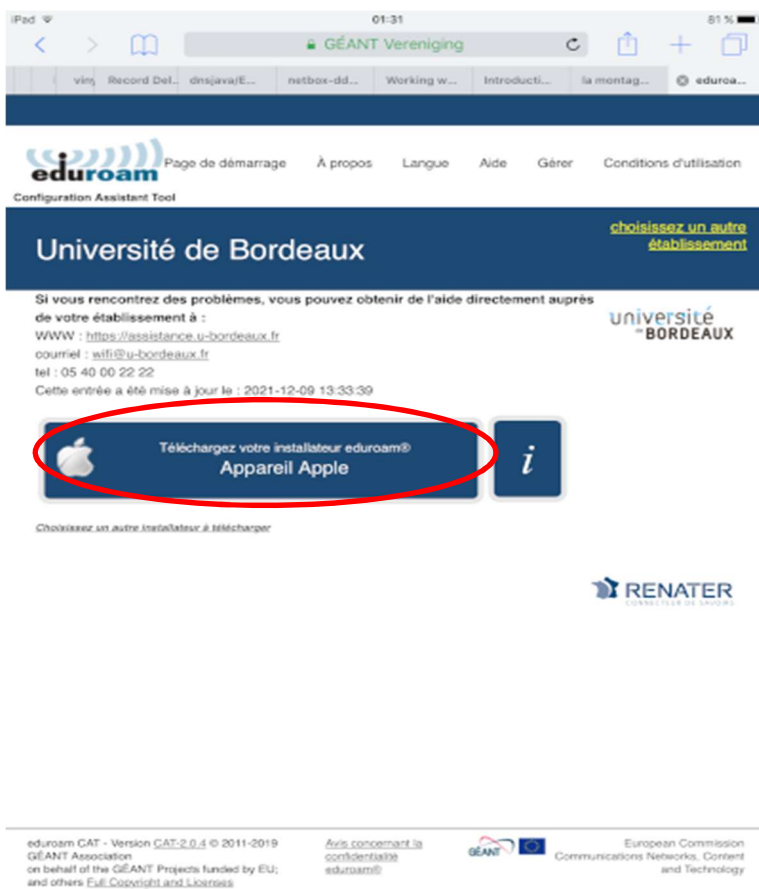 iPad
01:31
81 %
GÉANT Vereniging
Record Del...
dnsjava/E...
netbox-dd...
Working w...
Introducti...
la montag...
eduroa...
eduroam
Configuration Assistant Tool
Page de démarrage
À propos
Langue
Aide
Gérer
Conditions d'utilisation
Université de Bordeaux
choisissez un autre
établissement
Si vous rencontrez des problèmes, vous pouvez obtenir de l'aide directement auprès
de votre établissement à :
WWW : https://assistance.u-bordeaux.fr
courriel : wifi@u-bordeaux.fr
tel : 05 40 00 22 22
Cette entrée a été mise à jour le : 2021-12-09 13:33:39
université
de BORDEAUX
Téléchargez votre installateur eduroam®
Appareil Apple
i
Choisissez un autre installateur à télécharger
RENATER
CONNECTEUR DE SAVOIRS
eduroam CAT - Version CAT-2.0.4 © 2011-2019
GÉANT Association
on behalf of the GÉANT Projects funded by EU;
and others Full Copyright and Licenses
Avis concernant la
confidentialité
eduroam®
GÉANT
European Commission
Communications Networks, Content
and Technology